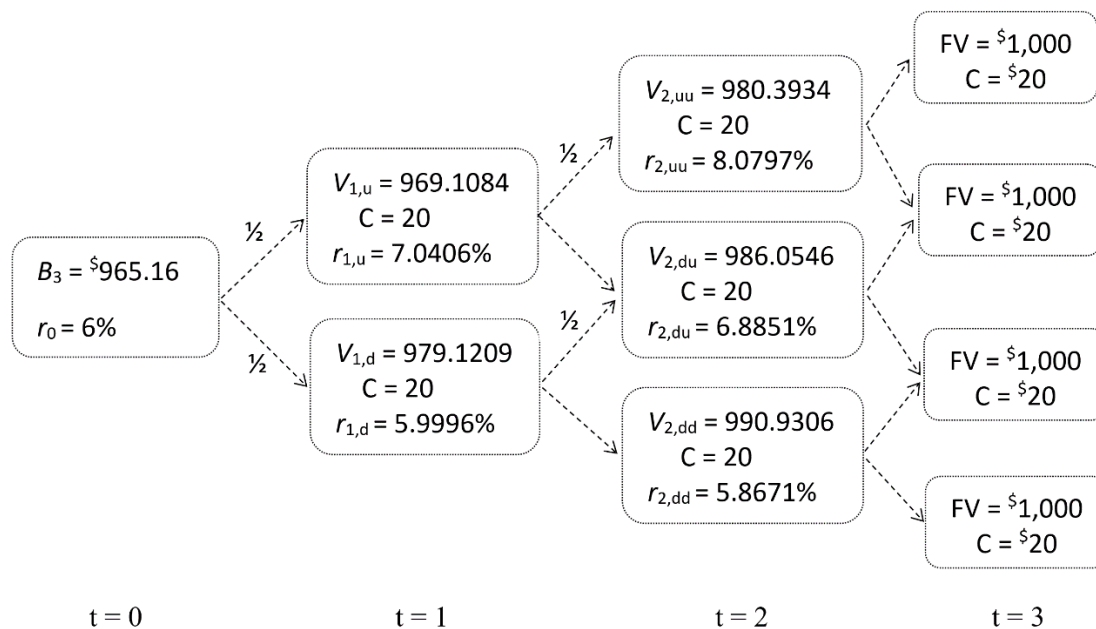 B₃ = $965.16
r₀ = 6%
½
½
V₁,u = 969.1084
C = 20
r₁,u = 7.0406%
V₁,d = 979.1209
C = 20
r₁,d = 5.9996%
½
½
V₂,uu = 980.3934
C = 20
r₂,uu = 8.0797%
V₂,du = 986.0546
C = 20
r₂,du = 6.8851%
V₂,dd = 990.9306
C = 20
r₂,dd = 5.8671%
FV = $1,000
C = $20
FV = $1,000
C = $20
FV = $1,000
C = $20
FV = $1,000
C = $20
t = 0
t = 1
t = 2
t = 3